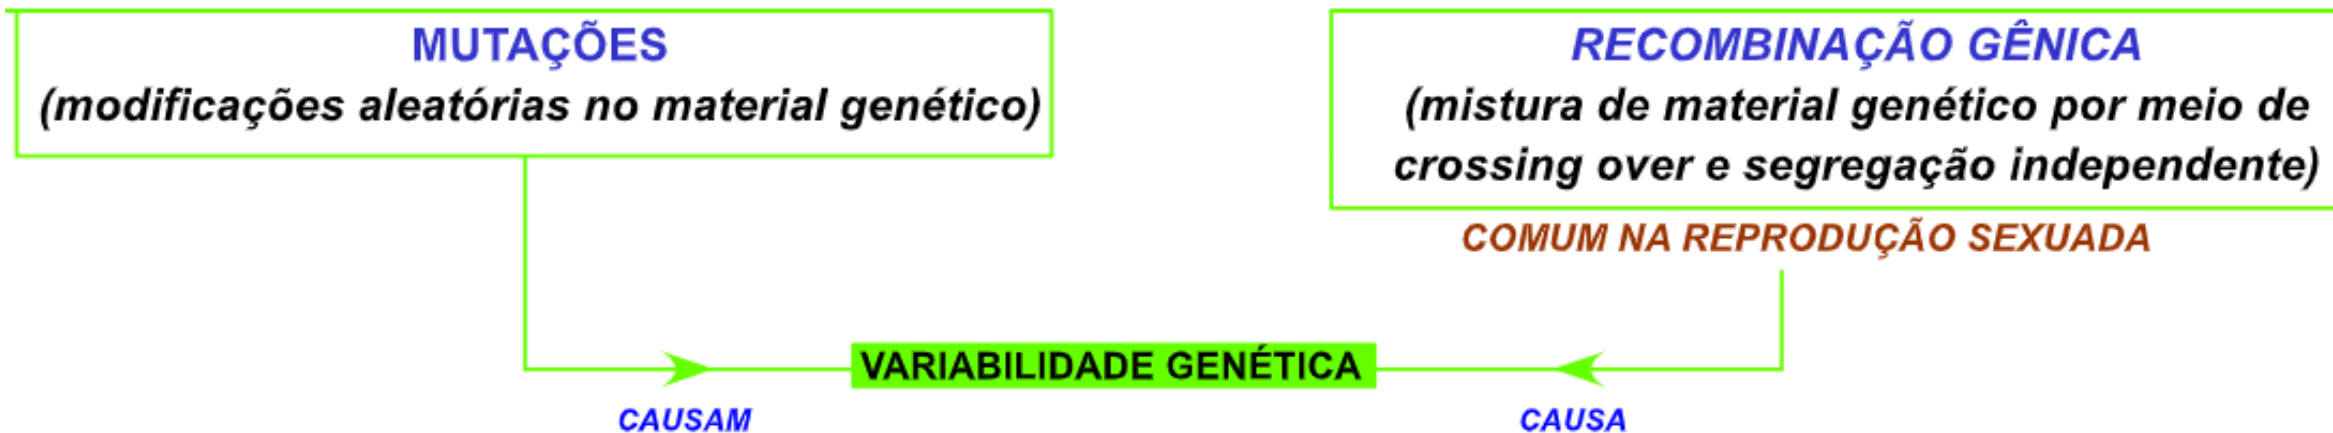 MUTAÇÕES
(modificações aleatórias no material genético)
RECOMBINAÇÃO GÊNICA
(mistura de material genético por meio de
crossing over e segregação independente)
COMUM NA REPRODUÇÃO SEXUADA
VARIABILIDADE GENÉTICA
CAUSAM
CAUSA